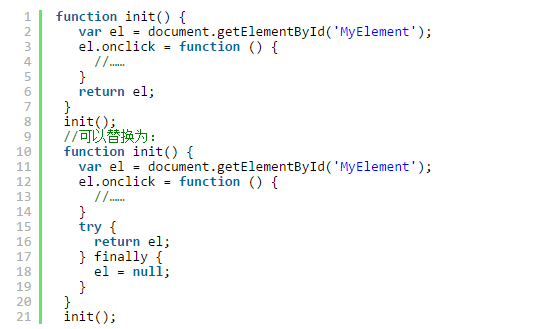 1 function init() {
2 var el = document.getElementById('MyElement');
3 el.onclick = function () {
4 //……
5 }
6 return el;
7 }
8 init();
9 //可以替换为：
10 function init() {
11 var el = document.getElementById('MyElement');
12 el.onclick = function () {
13 //……
14 }
15 try {
16 return el;
17 } finally {
18 el = null;
19 }
20 }
21 init();